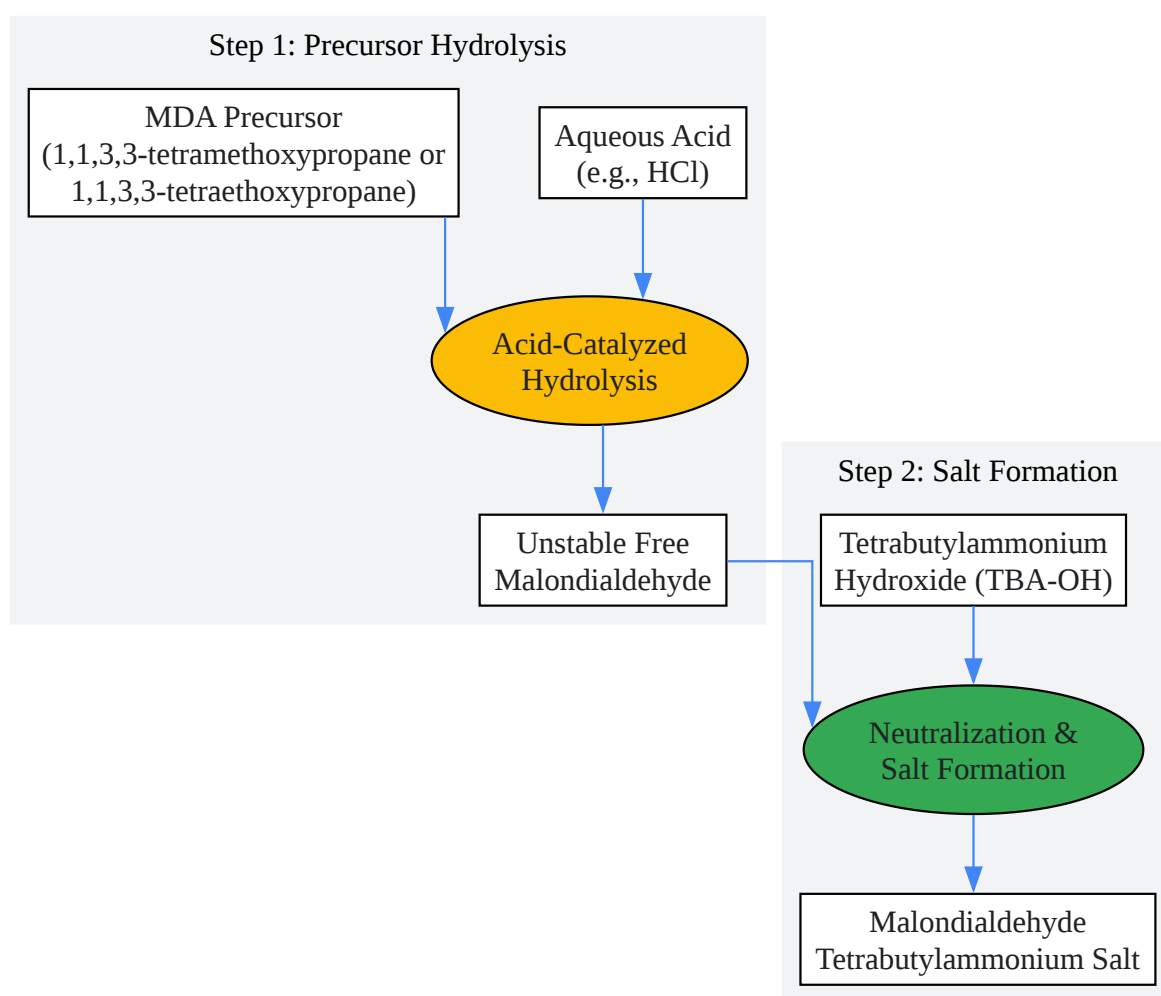 Step 1: Precursor Hydrolysis
MDA Precursor
(1,1,3,3-tetramethoxypropane or
1,1,3,3-tetraethoxypropane)
Aqueous Acid
(e.g., HCl)
Acid-Catalyzed
Hydrolysis
Unstable Free
Malondialdehyde
Step 2: Salt Formation
Tetrabutylammonium
Hydroxide (TBA-OH)
Neutralization &
Salt Formation
Malondialdehyde
Tetrabutylammonium Salt